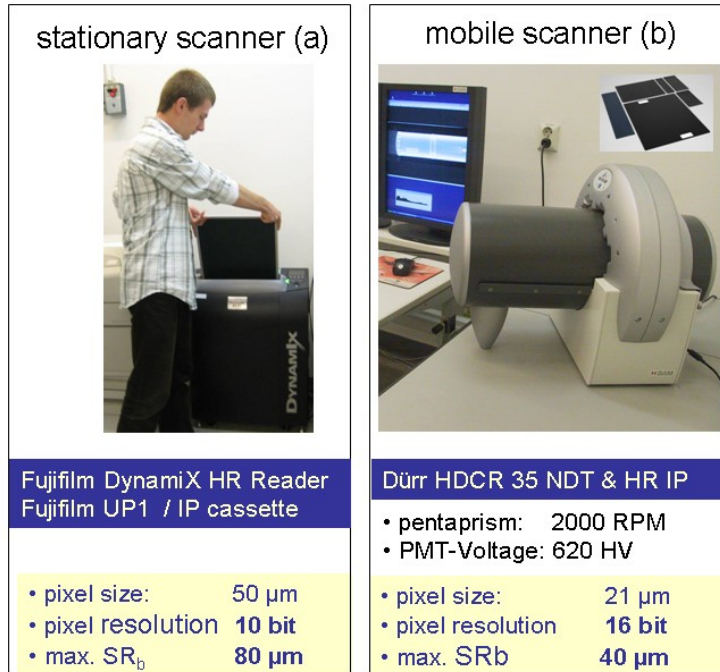 stationary scanner (a)
DYNAMIX
Fujifilm DynamiX HR Reader
Fujifilm UP1 / IP cassette
• pixel size: 50 µm
• pixel resolution 10 bit
• max. SRb 80 µm
mobile scanner (b)
Dürr HDCR 35 NDT & HR IP
• pentaprism: 2000 RPM
• PMT-Voltage: 620 HV
• pixel size: 21 µm
• pixel resolution 16 bit
• max. SRb 40 µm